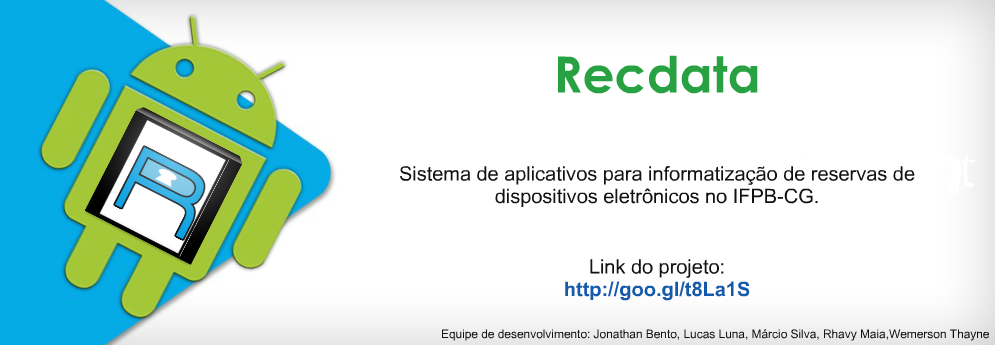 Recdata
R
Sistema de aplicativos para informatização de reservas de
dispositivos eletrônicos no IFPB-CG.
Link do projeto:
http://goo.gl/t8La1S
Equipe de desenvolvimento: Jonathan Bento, Lucas Luna, Márcio Silva, Rhavy Maia,Wemerson Thayne